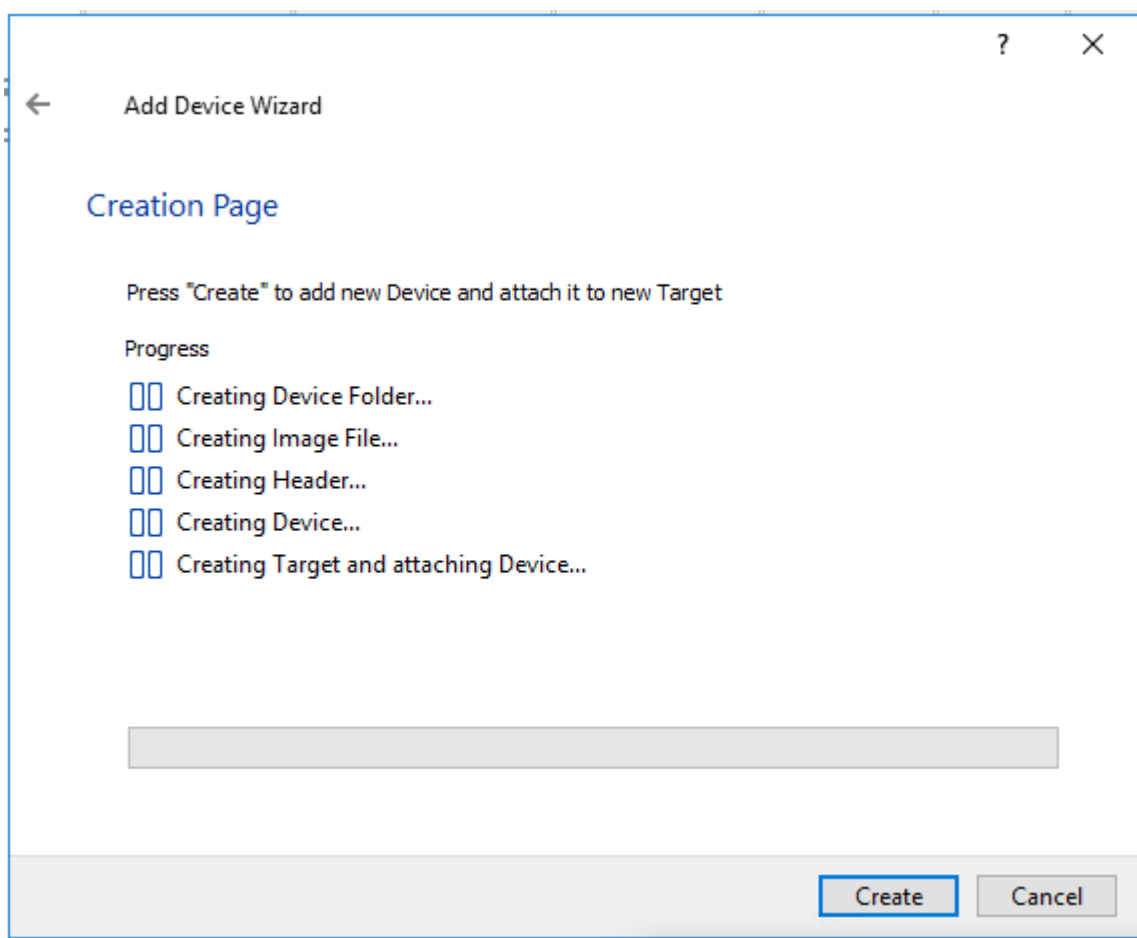 ?
Add Device Wizard
Creation Page
Press "Create" to add new Device and attach it to new Target
Progress
Creating Device Folder...
Creating Image File...
Creating Header...
Creating Device...
Creating Target and attaching Device...
Create Cancel